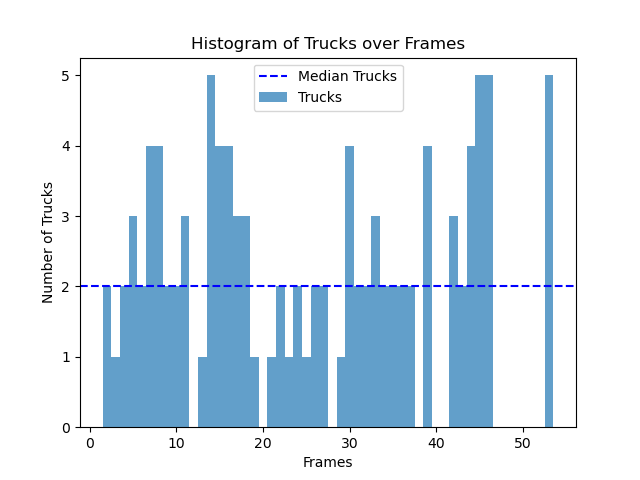 Histogram of Trucks over Frames
Median Trucks
Trucks
Number of Trucks
5
4
3
2
1
0
0 10 20 30 40 50
Frames